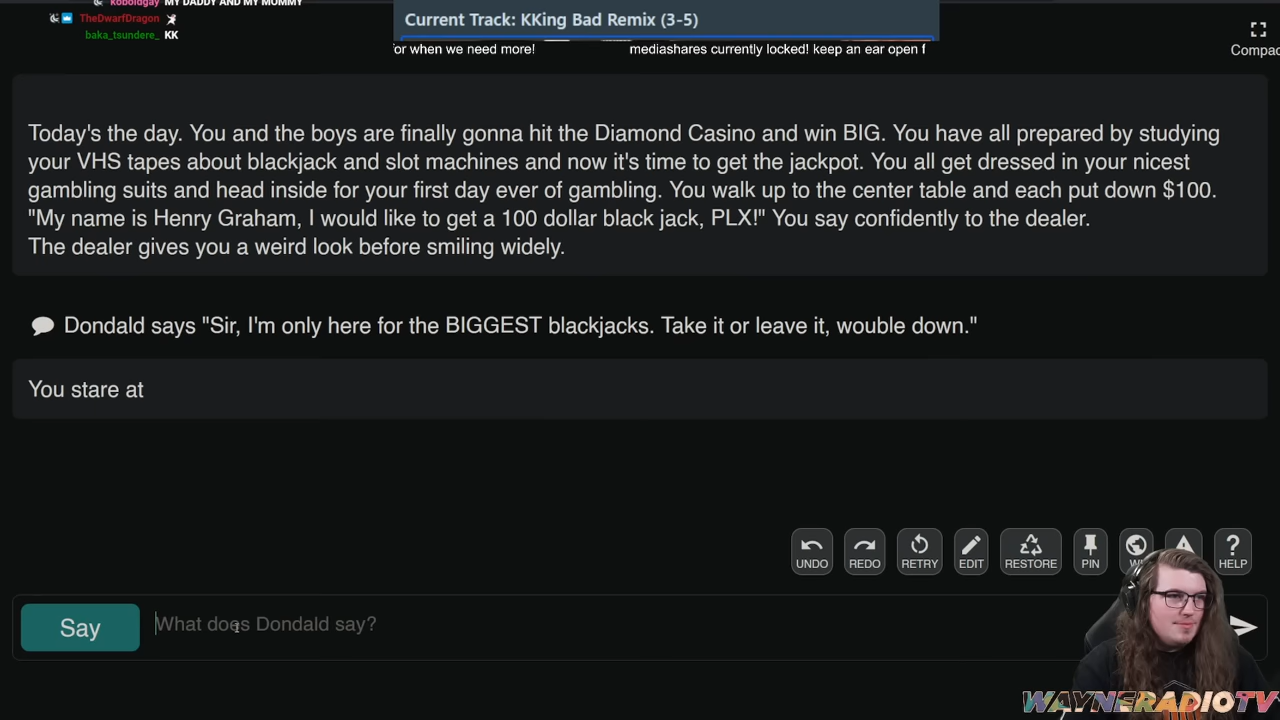 koboldgay MY DADDY AND MY MOMMY
TheDwarfDragon
baka_tsundere_ KK
Current Track: KKing Bad Remix (3-5)
or when we need more! mediashares currently locked! keep an ear open f
Compac
Today's the day. You and the boys are finally gonna hit the Diamond Casino and win BIG. You have all prepared by studying
your VHS tapes about blackjack and slot machines and now it's time to get the jackpot. You all get dressed in your nicest
gambling suits and head inside for your first day ever of gambling. You walk up to the center table and each put down $100.
"My name is Henry Graham, I would like to get a 100 dollar black jack, PLX!" You say confidently to the dealer.
The dealer gives you a weird look before smiling widely.
Dondald says "Sir, I'm only here for the BIGGEST blackjacks. Take it or leave it, wouble down."
You stare at
UNDO REDO RETRY EDIT RESTORE PIN W HELP
Say What does Dondald say?
WAYNERADIOTV